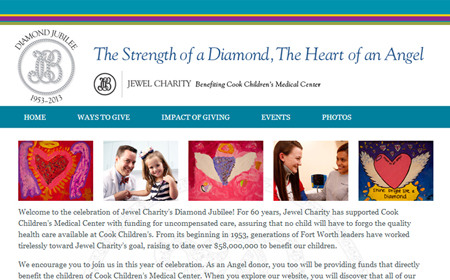 DIAMOND JUBILEE
JB
1953-2013
The Strength of a Diamond, The Heart of an Angel
JEWEL CHARITY Benefiting Cook Children's Medical Center
HOME WAYS TO GIVE IMPACT OF GIVING EVENTS PHOTOS
Shine Bright Like a Diamond
Welcome to the celebration of Jewel Charity's Diamond Jubilee! For 60 years, Jewel Charity has supported Cook
Children's Medical Center with funding for uncompensated care, assuring that no child will have to forgo the quality
health care available at Cook Children's. From its beginning in 1953, generations of Fort Worth leaders have worked
tirelessly toward Jewel Charity's goal, raising to date over $58,000,000 to benefit our children.
We encourage you to join us in this year of celebration. As an Angel donor, you too will be providing funds that directly
benefit the children of Cook Children's Medical Center. When you explore our website, you will discover that all of our